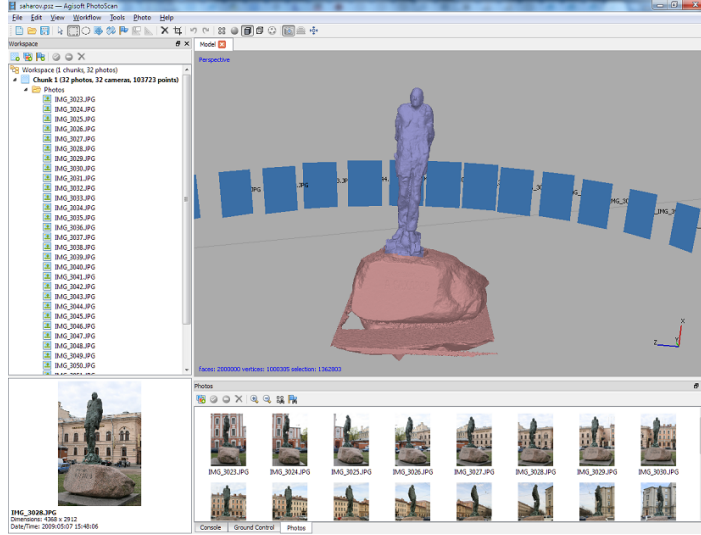 saharov.psz — Agisoft PhotoScan
File Edit View Workflow Tools Photo Help
Workspace
Model
Workspace (1 chunks, 32 photos)
Chunk 1 (32 photos, 32 cameras, 103723 points)
Photos
IMG_3023.JPG
IMG_3024.JPG
IMG_3025.JPG
IMG_3026.JPG
IMG_3027.JPG
IMG_3028.JPG
IMG_3029.JPG
IMG_3030.JPG
IMG_3031.JPG
IMG_3032.JPG
IMG_3033.JPG
IMG_3034.JPG
IMG_3035.JPG
IMG_3036.JPG
IMG_3037.JPG
IMG_3038.JPG
IMG_3039.JPG
IMG_3040.JPG
IMG_3041.JPG
IMG_3042.JPG
IMG_3043.JPG
IMG_3044.JPG
IMG_3045.JPG
IMG_3046.JPG
IMG_3047.JPG
IMG_3048.JPG
IMG_3049.JPG
IMG_3050.JPG
Perspective
X
Y
Z
faces: 2000000 vertices: 1000305 selection: 1362803
IMG_3028.JPG
Dimensions: 4368 x 2912
Date/Time: 2009:05:07 15:48:06
Photos
IMG_3023.JPG IMG_3024.JPG IMG_3025.JPG IMG_3026.JPG IMG_3027.JPG IMG_3028.JPG IMG_3029.JPG IMG_3030.JPG
Console Ground Control Photos